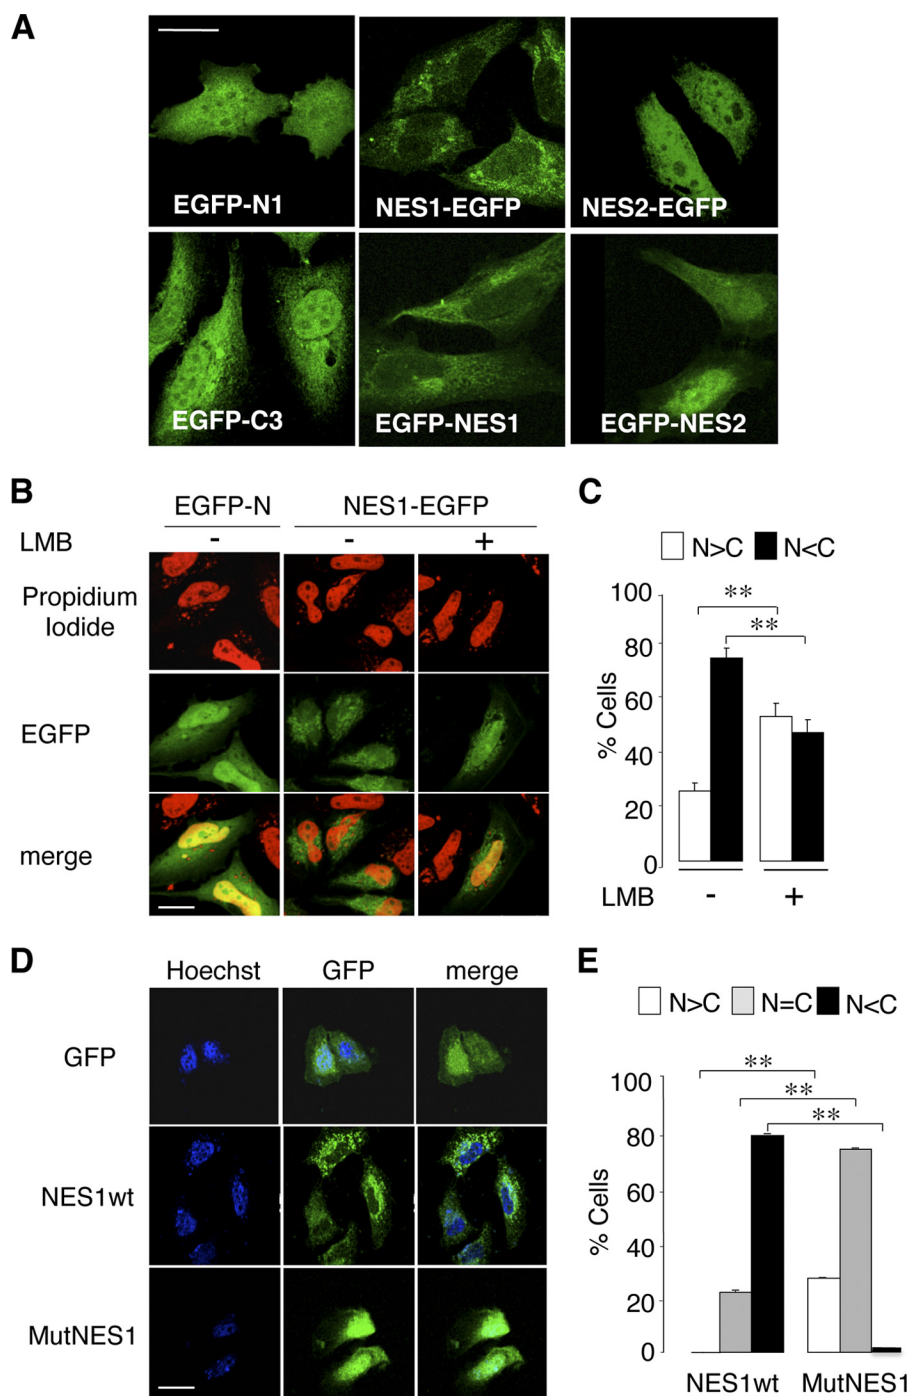 A
EGFP-N1
NES1-EGFP
NES2-EGFP
EGFP-C3
EGFP-NES1
EGFP-NES2
B
EGFP-N
NES1-EGFP
LMB
- - +
Propidium
Iodide
EGFP
merge
C
N>C N<C
**
**
% Cells
100
80
60
40
20
0
LMB - +
D
Hoechst GFP merge
GFP
NES1wt
MutNES1
E
N>C N=C N<C
**
**
**
% Cells
100
80
60
40
20
0
NES1wt MutNES1